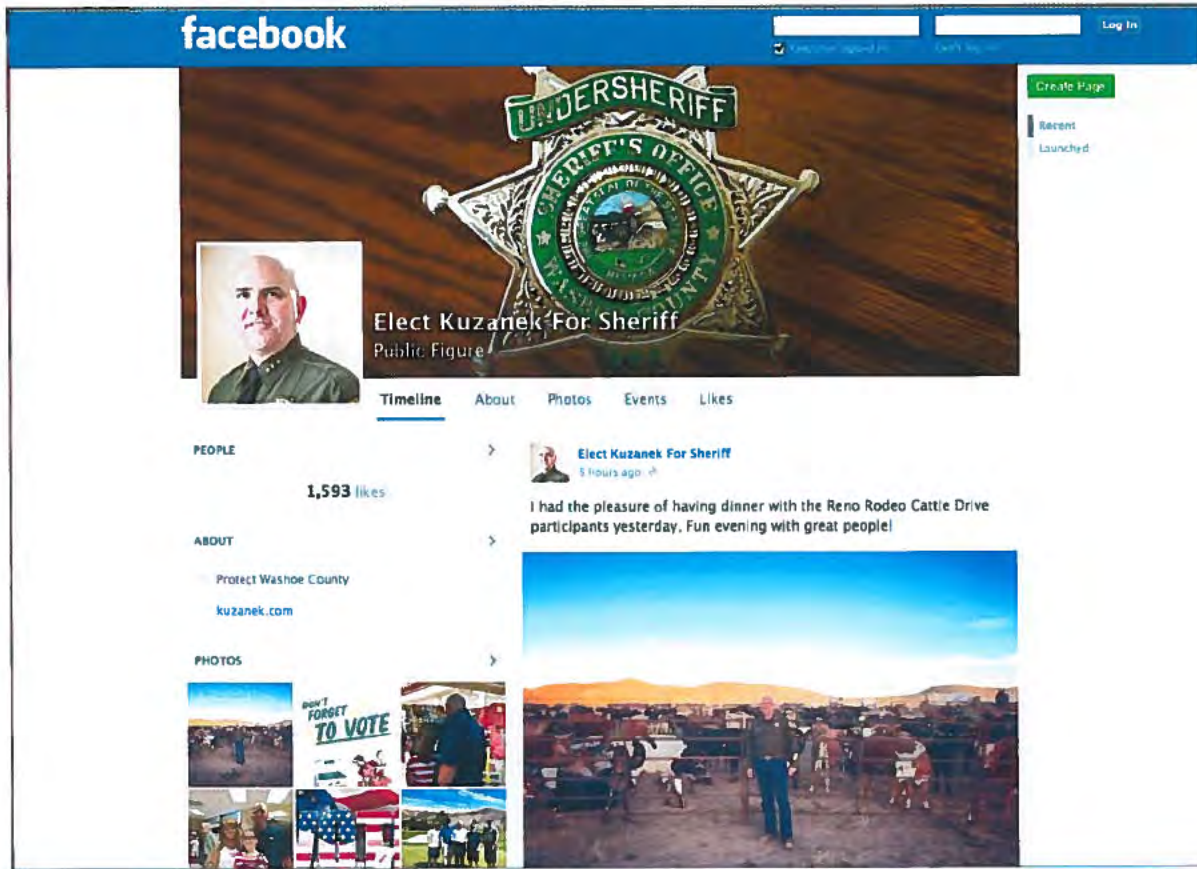 facebook
Log In
Create Page
Recent
Launched
UNDERSHERIFF
SHERIFF'S OFFICE
WASHOE COUNTY
Elect Kuzanek For Sheriff
Public Figure
Timeline About Photos Events Likes
PEOPLE
1,593 likes
ABOUT
Protect Washoe County
kuzanek.com
PHOTOS
DON'T
FORGET
TO VOTE
Elect Kuzanek For Sheriff
5 hours ago
I had the pleasure of having dinner with the Reno Rodeo Cattle Drive
participants yesterday. Fun evening with great people!